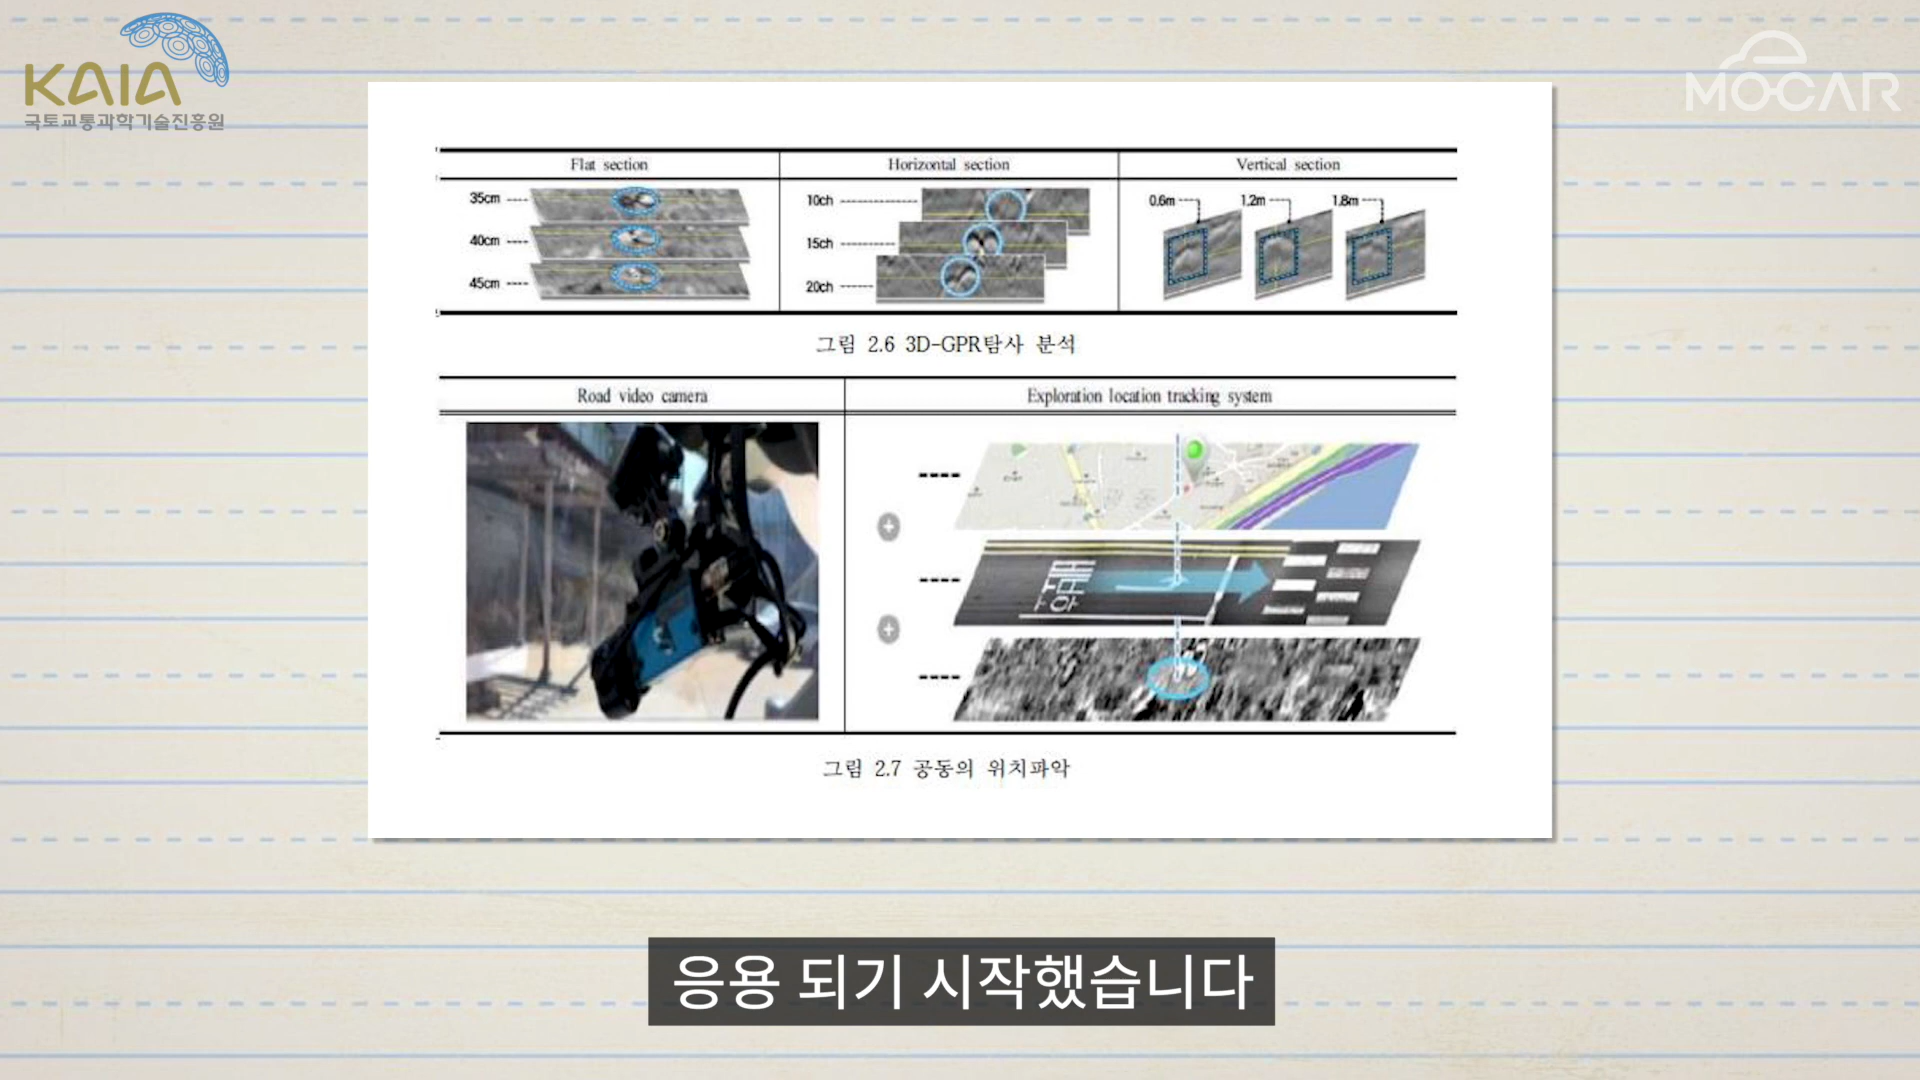 KAIA
국토교통과학기술진흥원
MOCAR
Flat section
Horizontal section
Vertical section
35cm
40cm
45cm
10ch
15ch
20ch
0.6m
1.2m
1.8m
그림 2.6 3D-GPR탐사 분석
Road video camera
Exploration location tracking system
그림 2.7 공동의 위치파악
응용 되기 시작했습니다